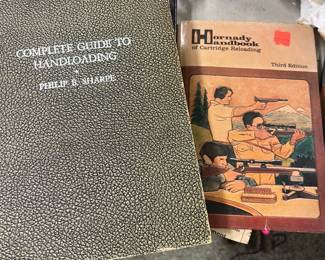 COMPLETE GUIDE TO
HANDLOADING
PHILIP B. SHARPE
Hornady
Handbook
of Cartridge Reloading
Third Edition